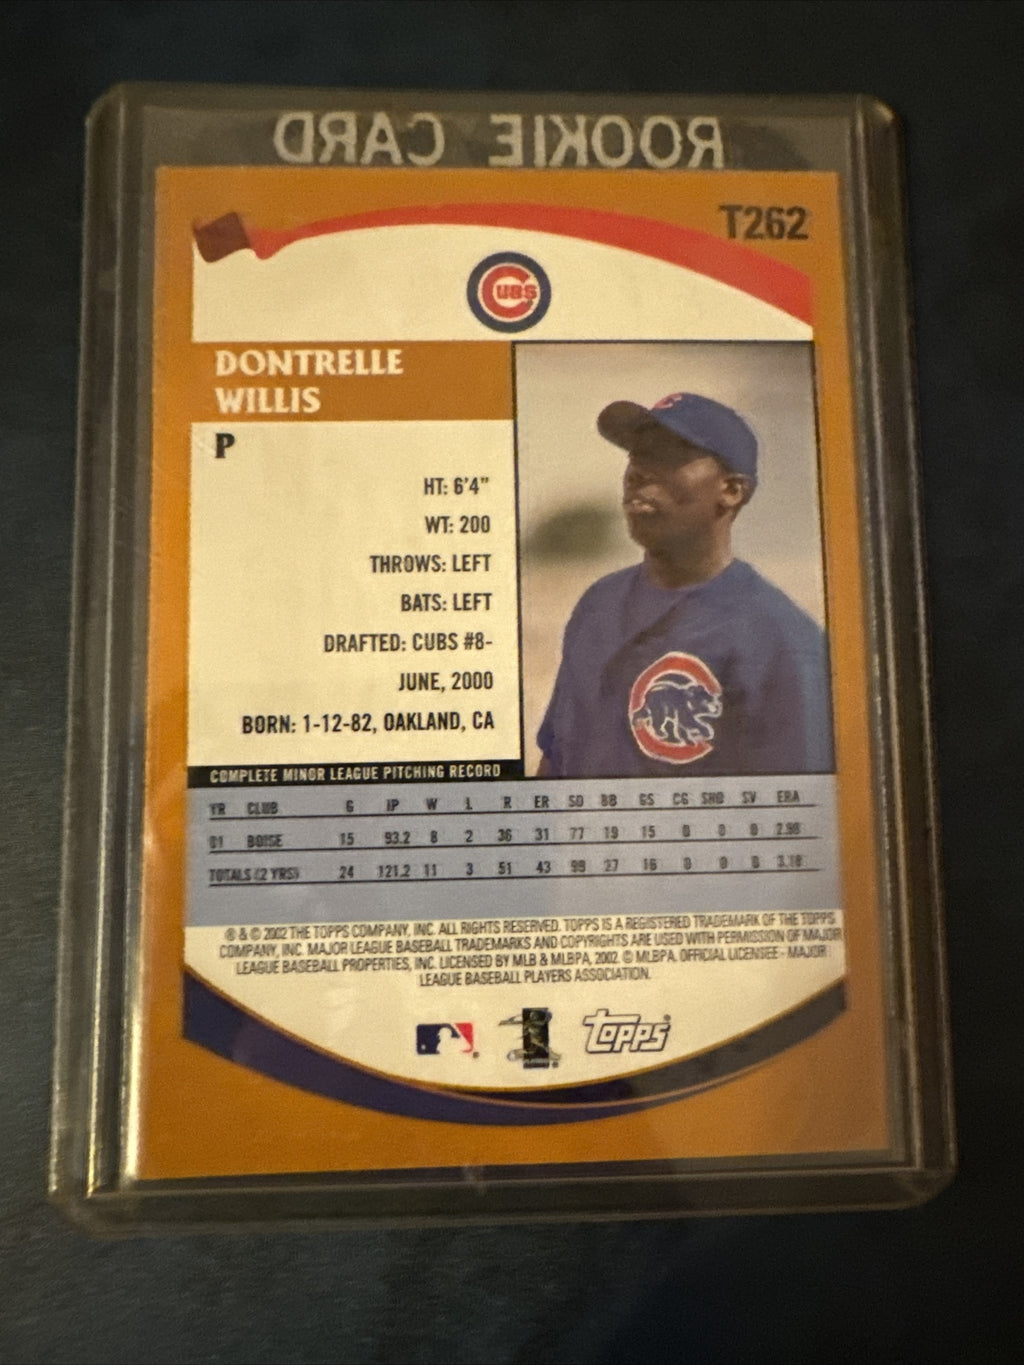 ROOKIE CARD
T262
CUBS
DONTRELLE
WILLIS
P
HT: 6'4"
WT: 200
THROWS: LEFT
BATS: LEFT
DRAFTED: CUBS #8-
JUNE, 2000
BORN: 1-12-82, OAKLAND, CA
COMPLETE MINOR LEAGUE PITCHING RECORD
YR CLUB G IP W L R ER SO BB GS CG SHO SV ERA
01 BOISE 15 93.2 8 2 36 31 77 19 15 0 0 0 2.98
TOTALS (2 YRS) 24 121.2 11 3 51 43 99 27 16 0 0 0 3.18
® & © 2002 THE TOPPS COMPANY, INC. ALL RIGHTS RESERVED. TOPPS IS A REGISTERED TRADEMARK OF THE TOPPS
COMPANY, INC. MAJOR LEAGUE BASEBALL TRADEMARKS AND COPYRIGHTS ARE USED WITH PERMISSION OF MAJOR
LEAGUE BASEBALL PROPERTIES, INC. LICENSED BY MLB & MLBPA, 2002. © MLBPA. OFFICIAL LICENSEE - MAJOR
LEAGUE BASEBALL PLAYERS ASSOCIATION.
Topps